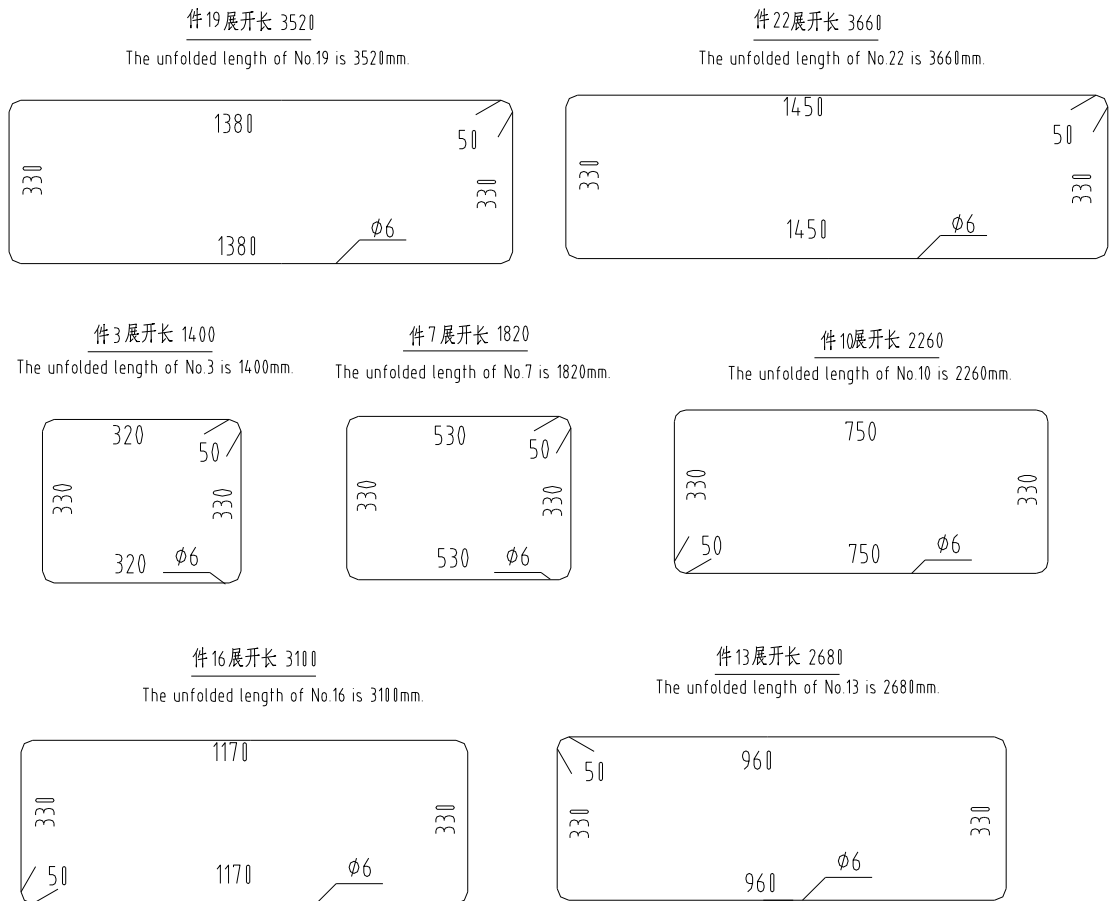 件19展开长 3520
The unfolded length of No.19 is 3520mm.
1380
50
330
330
1380
ϕ6
件22展开长 3660
The unfolded length of No.22 is 3660mm.
1450
50
330
330
1450
ϕ6
件3展开长 1400
The unfolded length of No.3 is 1400mm.
320
50
330
330
320
ϕ6
件7展开长 1820
The unfolded length of No.7 is 1820mm.
530
50
330
330
530
ϕ6
件10展开长 2260
The unfolded length of No.10 is 2260mm.
750
330
330
50
750
ϕ6
件16展开长 3100
The unfolded length of No.16 is 3100mm.
1170
330
330
50
1170
ϕ6
件13展开长 2680
The unfolded length of No.13 is 2680mm.
960
50
330
330
960
ϕ6